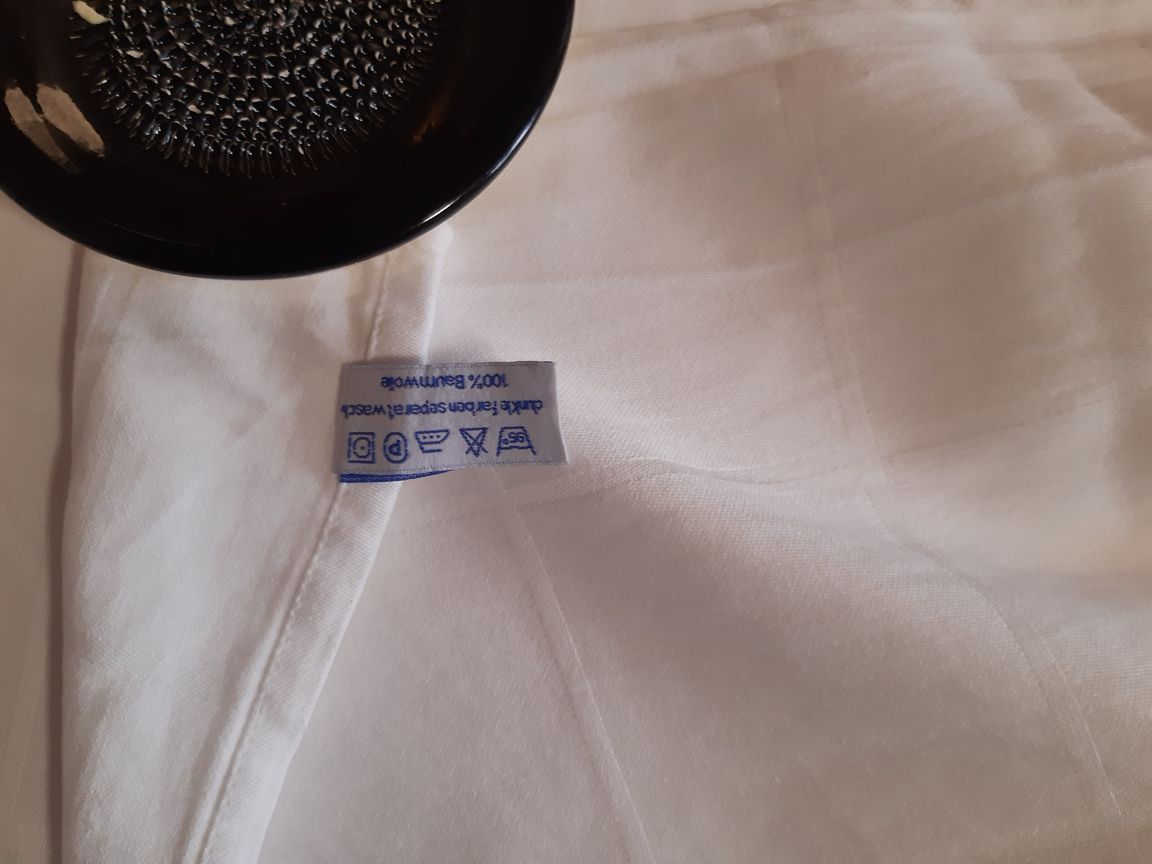 95° P
dunkle Farben separat wasch
100% Baumwolle